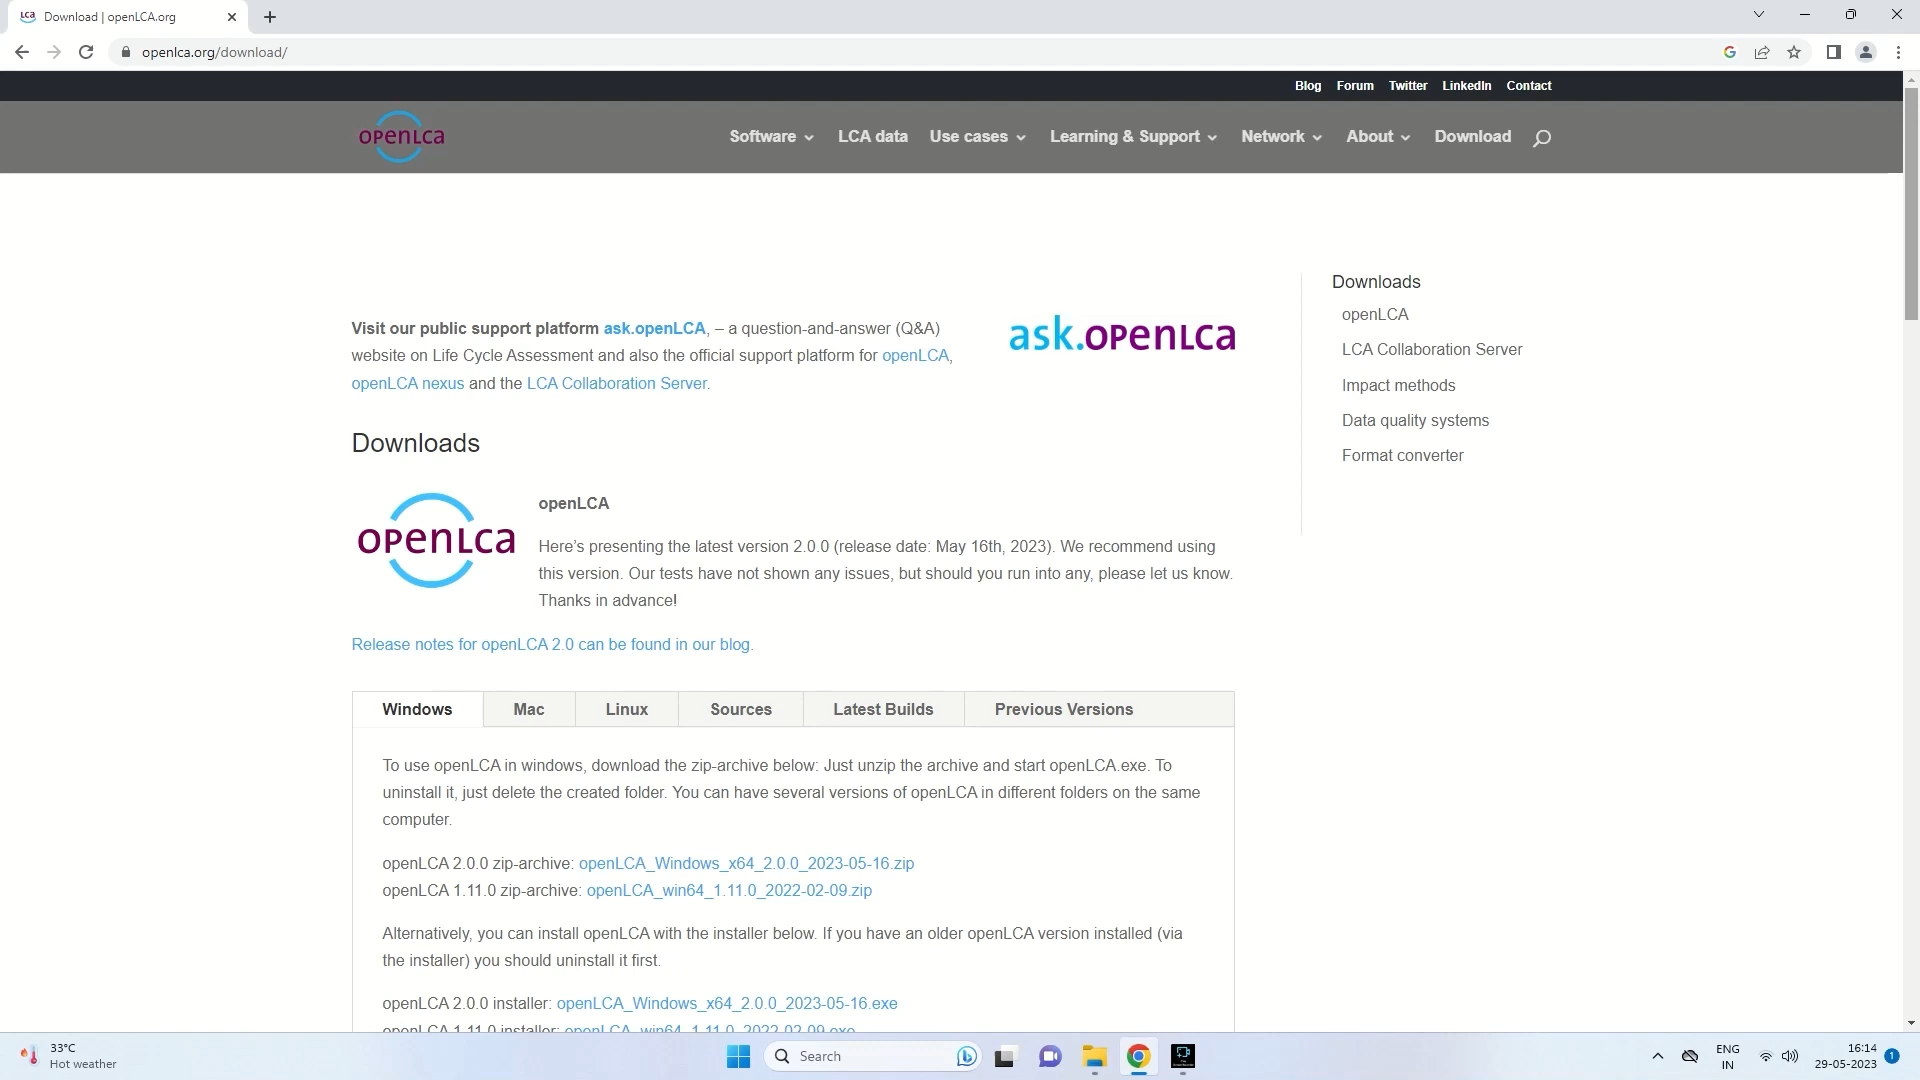 Download | openLCA.org
openlca.org/download/
Blog Forum Twitter LinkedIn Contact
openLca
Software LCA data Use cases Learning & Support Network About Download
Visit our public support platform ask.openLCA, – a question-and-answer (Q&A)
website on Life Cycle Assessment and also the official support platform for openLCA,
openLCA nexus and the LCA Collaboration Server.
ask.openLca
Downloads
openLCA
LCA Collaboration Server
Impact methods
Data quality systems
Format converter
Downloads
openLca
openLCA
Here's presenting the latest version 2.0.0 (release date: May 16th, 2023). We recommend using
this version. Our tests have not shown any issues, but should you run into any, please let us know.
Thanks in advance!
Release notes for openLCA 2.0 can be found in our blog.
Windows Mac Linux Sources Latest Builds Previous Versions
To use openLCA in windows, download the zip-archive below: Just unzip the archive and start openLCA.exe. To
uninstall it, just delete the created folder. You can have several versions of openLCA in different folders on the same
computer.
openLCA 2.0.0 zip-archive: openLCA_Windows_x64_2.0.0_2023-05-16.zip
openLCA 1.11.0 zip-archive: openLCA_win64_1.11.0_2022-02-09.zip
Alternatively, you can install openLCA with the installer below. If you have an older openLCA version installed (via
the installer) you should uninstall it first.
openLCA 2.0.0 installer: openLCA_Windows_x64_2.0.0_2023-05-16.exe
openLCA 1.11.0 installer: openLCA_win64_1.11.0_2022-02-09.exe
33°C
Hot weather
Search
ENG
IN
16:14
29-05-2023
1